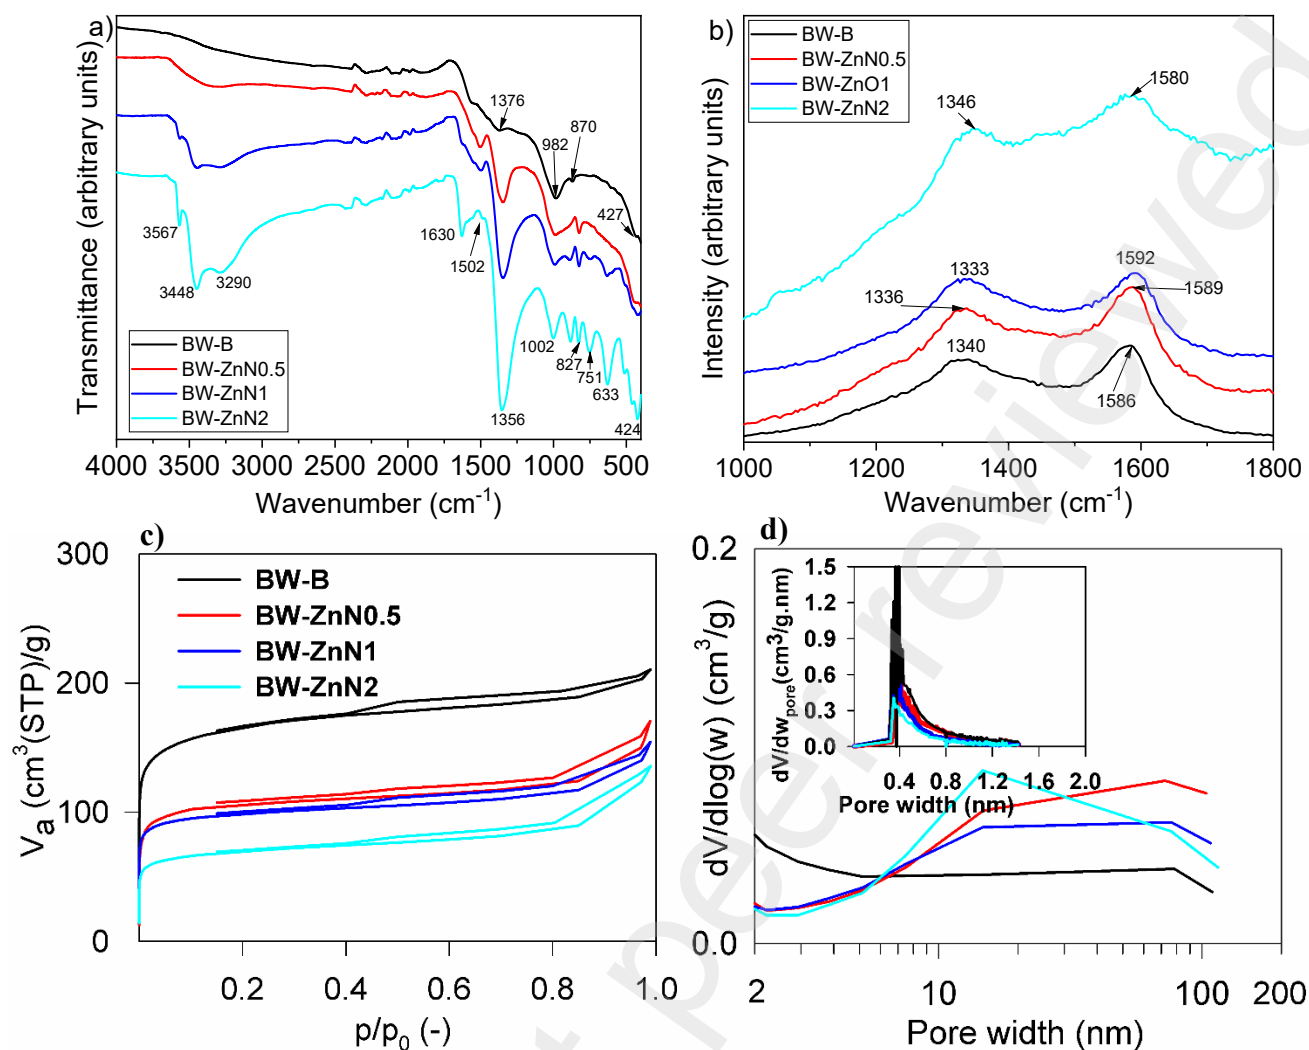 a)
Transmittance (arbitrary units)
1376
982
870
427
3567
3448
3290
1630
1502
1356
1002
827
751
633
424
BW-B
BW-ZnN0.5
BW-ZnN1
BW-ZnN2
4000 3500 3000 2500 2000 1500 1000 500
Wavenumber (cm⁻¹)
b)
Intensity (arbitrary units)
BW-B
BW-ZnN0.5
BW-ZnO1
BW-ZnN2
1346
1580
1333
1592
1336
1589
1340
1586
1000 1200 1400 1600 1800
Wavenumber (cm⁻¹)
c)
Vₐ (cm³(STP)/g)
300
200
100
0
BW-B
BW-ZnN0.5
BW-ZnN1
BW-ZnN2
0.2 0.4 0.6 0.8 1.0
p/p₀ (-)
d)
dV/dlog(w) (cm³/g)
0.2
0.0
dV/dwₚₒᵣₑ(cm³/g.nm)
1.5
1.2
0.9
0.6
0.3
0.0
0.4 0.8 1.2 1.6 2.0
Pore width (nm)
2 10 100 200
Pore width (nm)
t peer reviewed